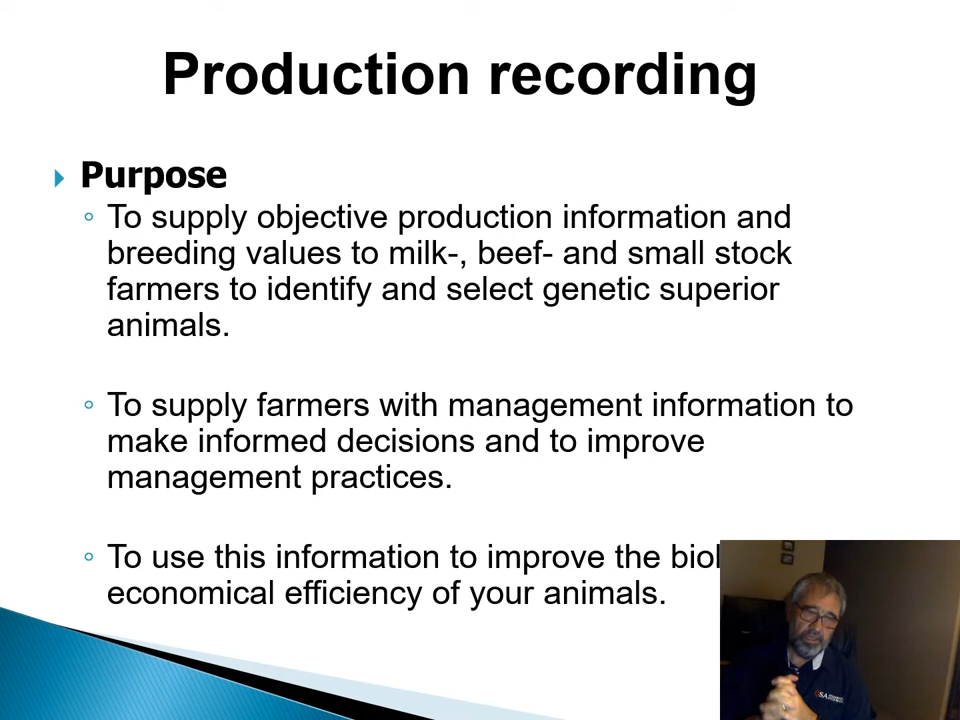 Production recording
Purpose
To supply objective production information and
breeding values to milk-, beef- and small stock
farmers to identify and select genetic superior
animals.
To supply farmers with management information to
make informed decisions and to improve
management practices.
To use this information to improve the
economical efficiency of your animals.
SA